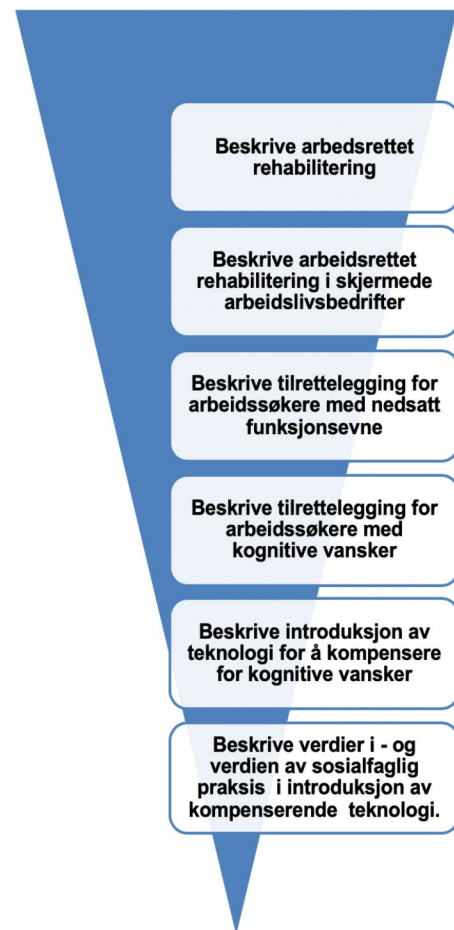 Beskrive arbedsrettet
rehabilitering
Beskrive arbeidsrettet
rehabilitering i skjermede
arbeidslivsbedrifter
Beskrive tilrettelegging for
arbeidssøkere med nedsatt
funksjonsevne
Beskrive tilrettelegging for
arbeidssøkere med
kognitive vansker
Beskrive introduksjon av
teknologi for å kompensere
for kognitive vansker
Beskrive verdier i - og
verdien av sosialfaglig
praksis i introduksjon av
kompenserende teknologi.